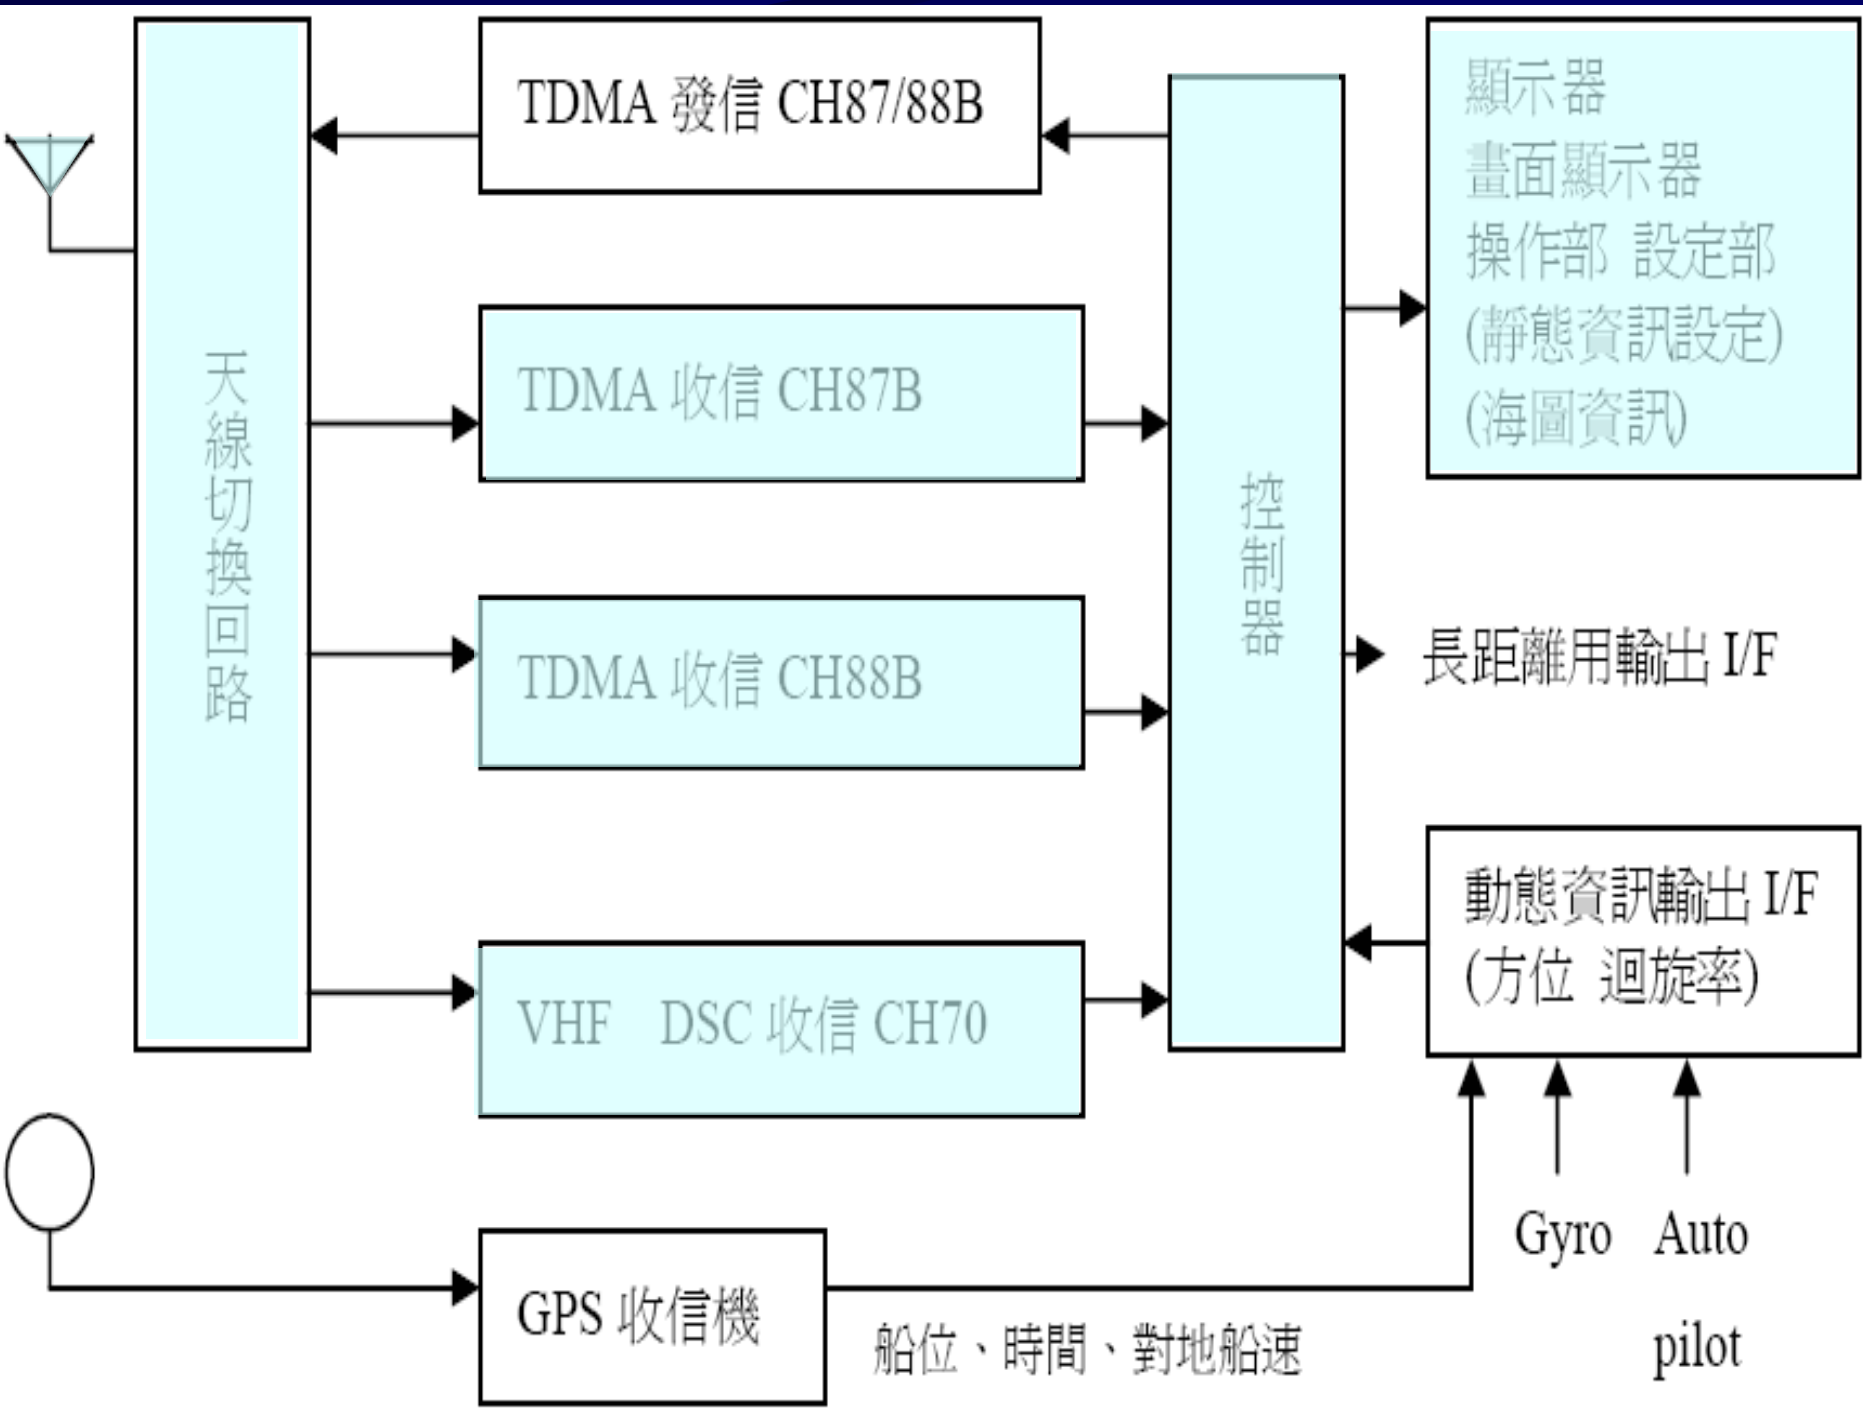 TDMA 發信 CH87/88B
顯示器
畫面顯示器
操作部 設定部
(靜態資訊設定)
(海圖資訊)
天線切換回路
TDMA 收信 CH87B
控制器
TDMA 收信 CH88B
長距離用輸出 I/F
動態資訊輸出 I/F
(方位 迴旋率)
VHF DSC 收信 CH70
Gyro
Auto
pilot
GPS 收信機
船位、時間、對地船速